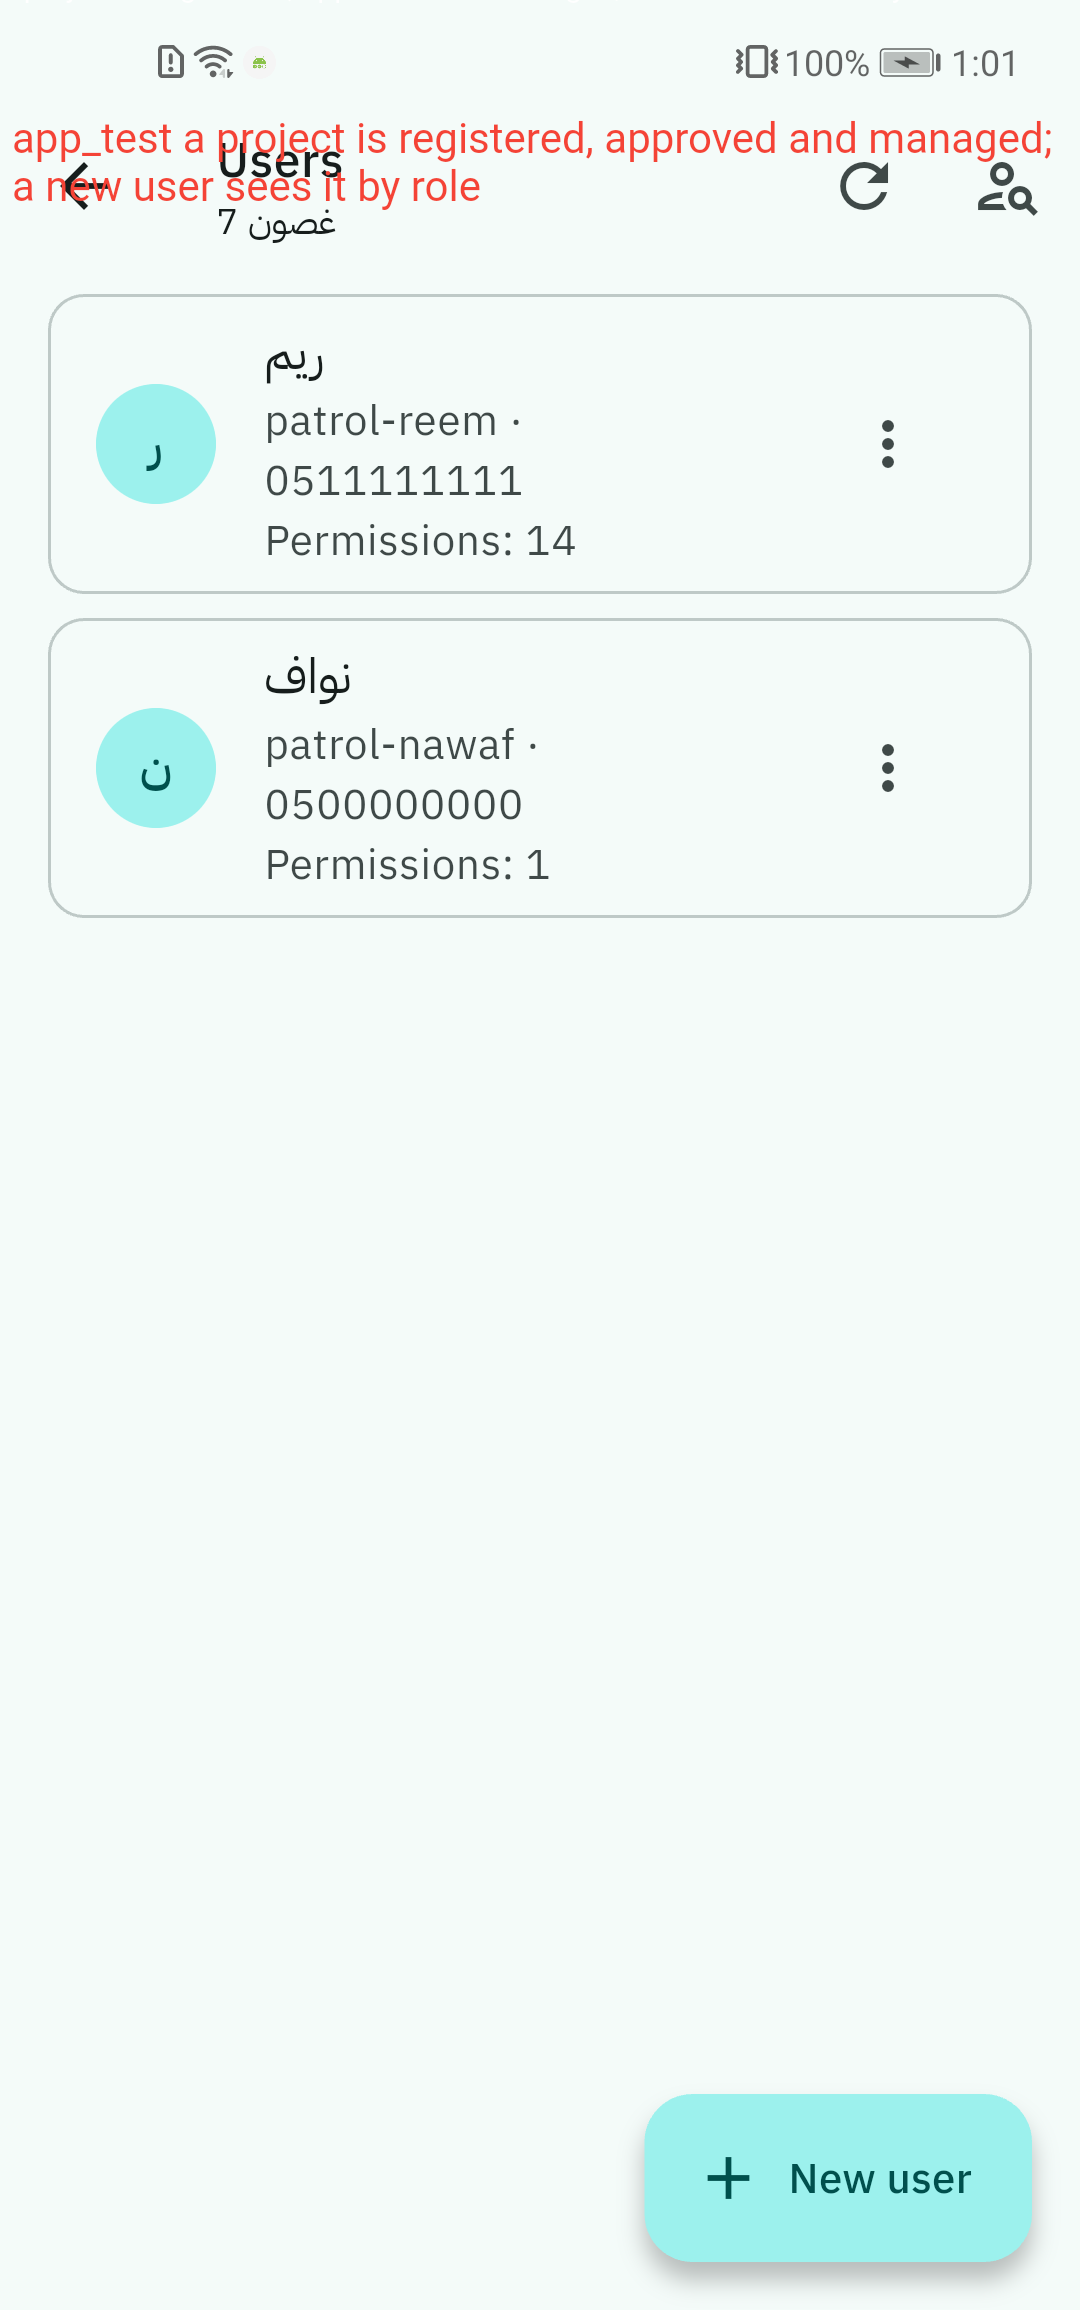 100% 1:01
app_test a project is registered, approved and managed;
a new user sees it by role
Users
غصون 7
ريم
ر
patrol-reem ·
0511111111
Permissions: 14
نواف
ن
patrol-nawaf ·
0500000000
Permissions: 1
New user